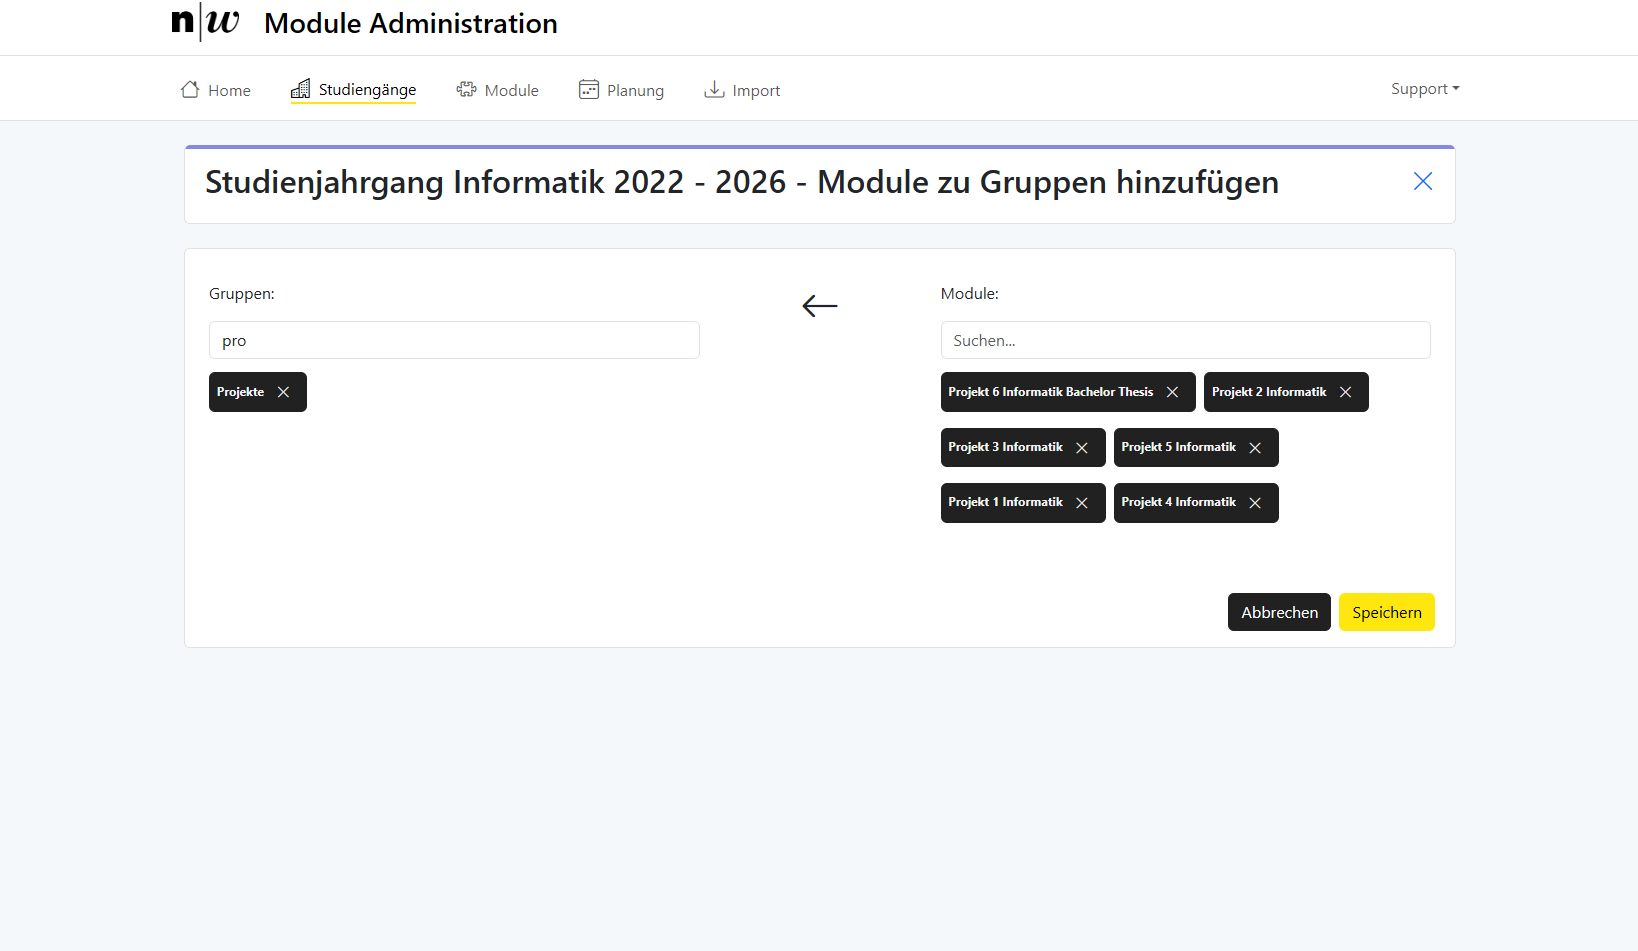 n|w Module Administration
Home Studiengänge Module Planung Import Support
Studienjahrgang Informatik 2022 - 2026 - Module zu Gruppen hinzufügen
Gruppen:
pro
Projekte
Module:
Suchen...
Projekt 6 Informatik Bachelor Thesis Projekt 2 Informatik
Projekt 3 Informatik Projekt 5 Informatik
Projekt 1 Informatik Projekt 4 Informatik
Abbrechen Speichern